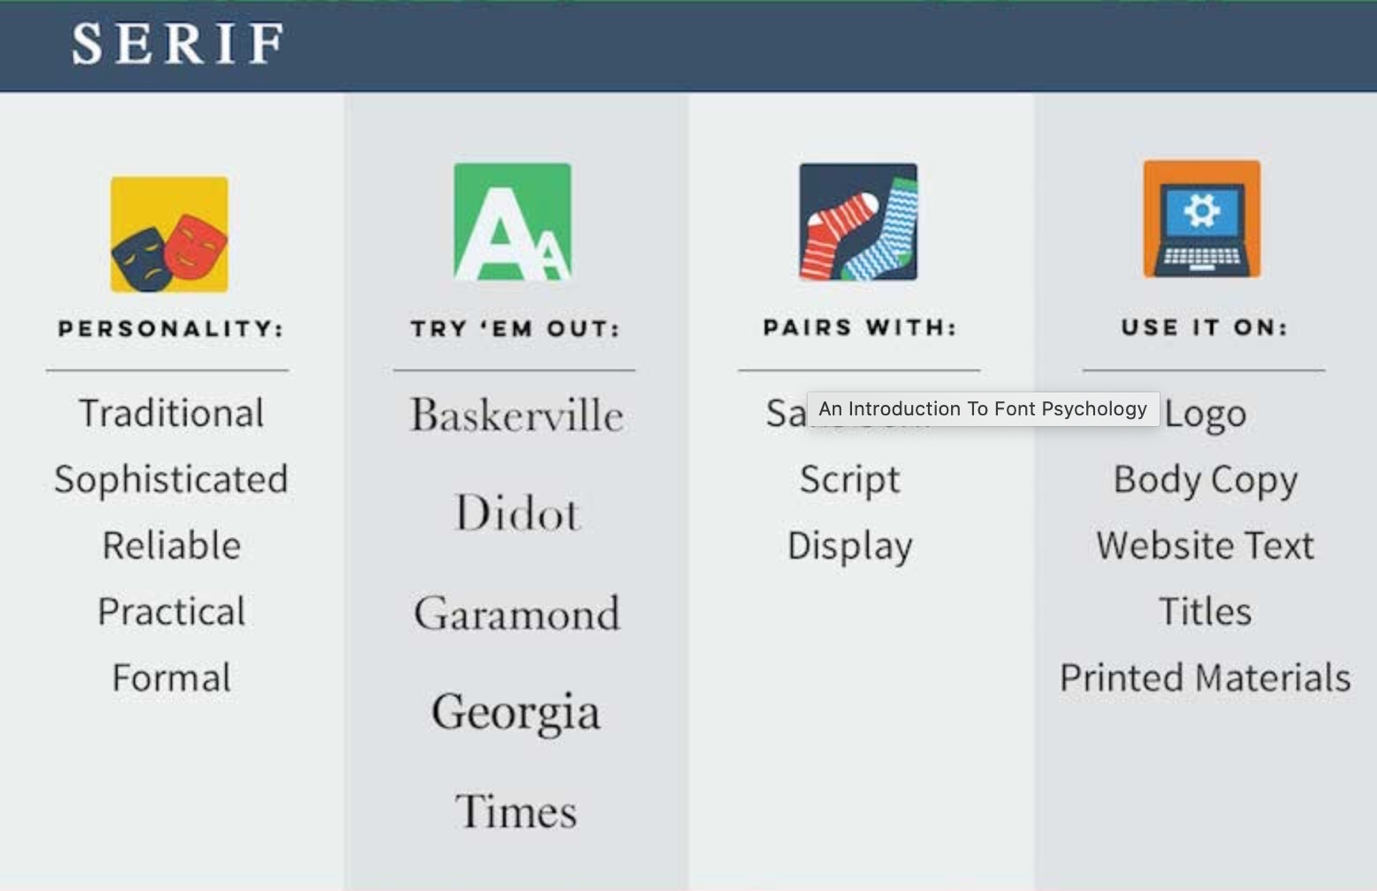 SERIF
PERSONALITY:
Traditional
Sophisticated
Reliable
Practical
Formal
TRY ‘EM OUT:
Baskerville
Didot
Garamond
Georgia
Times
PAIRS WITH:
An Introduction To Font Psychology
Script
Display
USE IT ON:
Logo
Body Copy
Website Text
Titles
Printed Materials